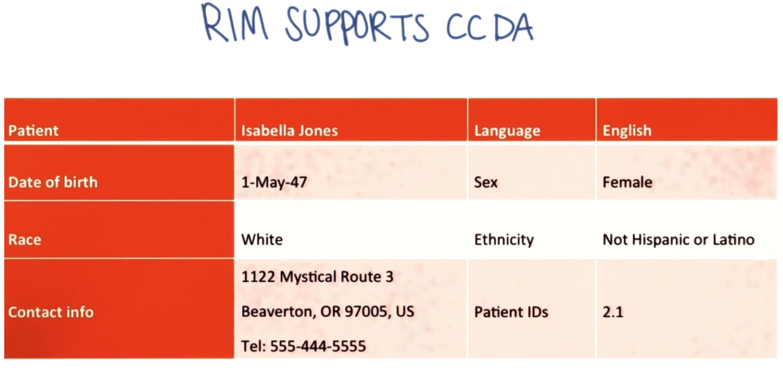 RIM SUPPORTS CCDA
Patient Isabella Jones Language English
Date of birth 1-May-47 Sex Female
Race White Ethnicity Not Hispanic or Latino
Contact info 1122 Mystical Route 3
Beaverton, OR 97005, US Patient IDs 2.1
Tel: 555-444-5555